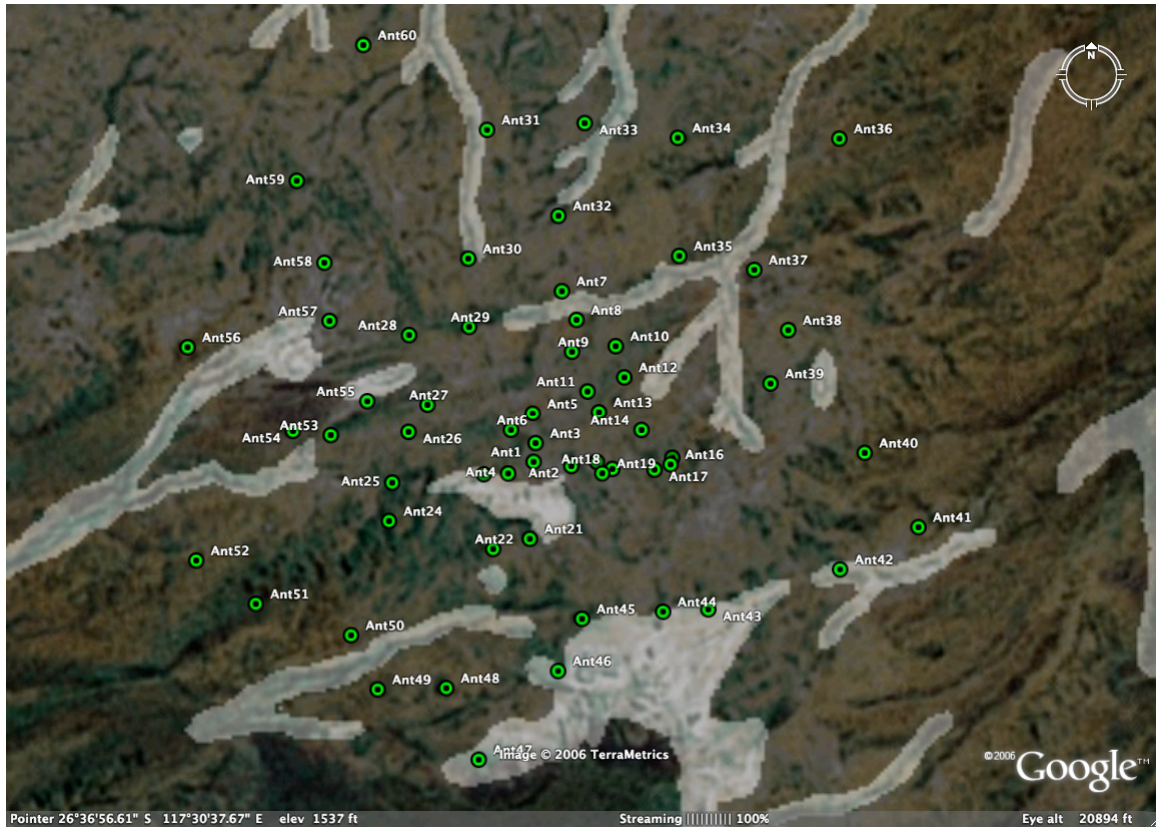 Ant60
N
Ant31
Ant33
Ant34
Ant36
Ant59
Ant32
Ant30
Ant35
Ant58
Ant37
Ant7
Ant57
Ant8
Ant29
Ant28
Ant38
Ant56
Ant9
Ant10
Ant12
Ant39
Ant11
Ant55
Ant27
Ant5
Ant13
Ant6
Ant14
Ant53
Ant54
Ant26
Ant3
Ant40
Ant1
Ant18
Ant16
Ant19
Ant4
Ant2
Ant17
Ant25
Ant24
Ant41
Ant21
Ant22
Ant52
Ant42
Ant51
Ant45
Ant44
Ant43
Ant50
Ant46
Ant49
Ant48
Ant47
Image © 2006 TerraMetrics
©2006 Google™
Pointer 26°36'56.61" S 117°30'37.67" E elev 1537 ft Streaming 100% Eye alt 20894 ft